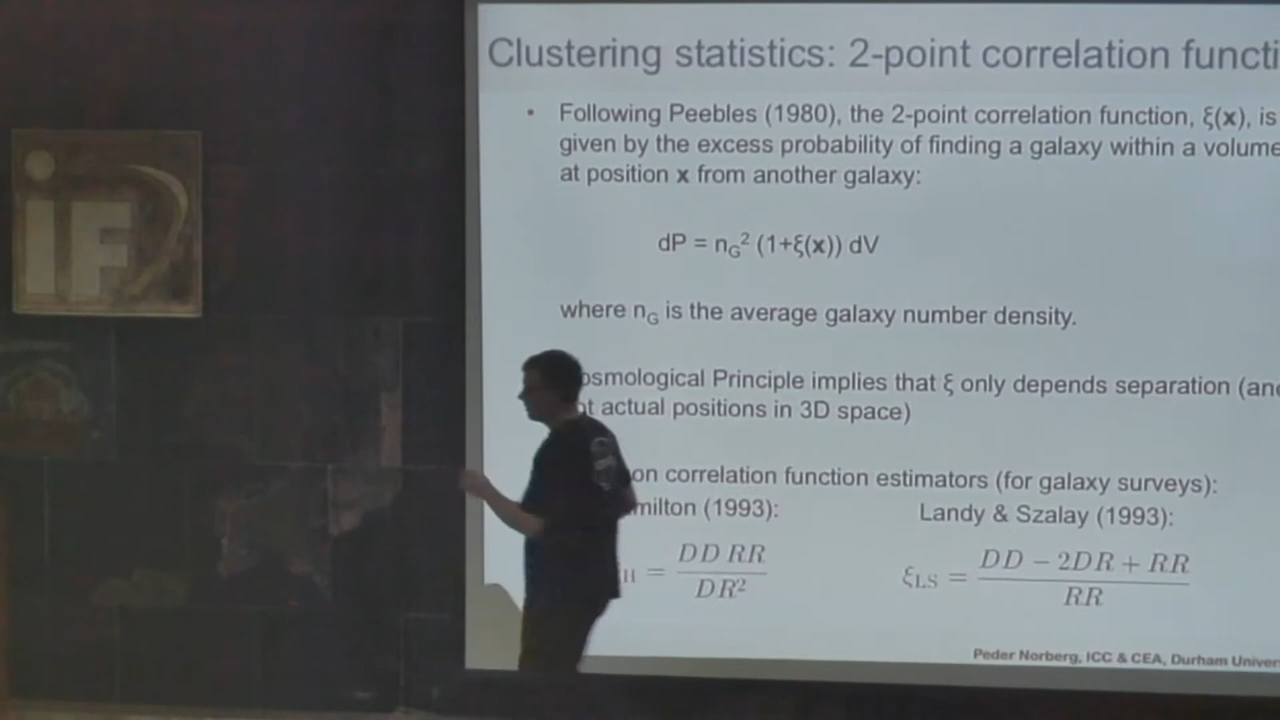 iF
Clustering statistics: 2-point correlation functi
• Following Peebles (1980), the 2-point correlation function, ξ(x), is
given by the excess probability of finding a galaxy within a volume
at position x from another galaxy:
dP = n_G² (1+ξ(x)) dV
where n_G is the average galaxy number density.
osmological Principle implies that ξ only depends separation (and
t actual positions in 3D space)
on correlation function estimators (for galaxy surveys):
milton (1993): Landy & Szalay (1993):
H = DD RR / DR² ξ_LS = DD − 2DR + RR / RR
Peder Norberg, ICC & CEA, Durham Univer